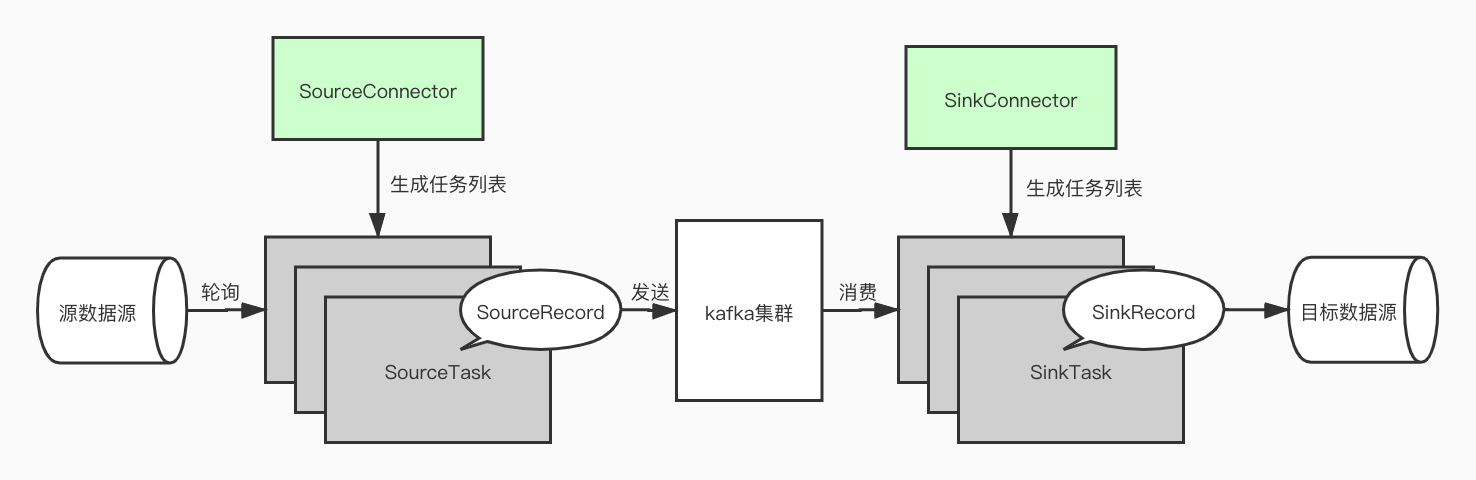 SourceConnector
SinkConnector
生成任务列表
生成任务列表
源数据源
轮询
SourceRecord
发送
kafka集群
消费
SinkRecord
目标数据源
SourceTask
SinkTask